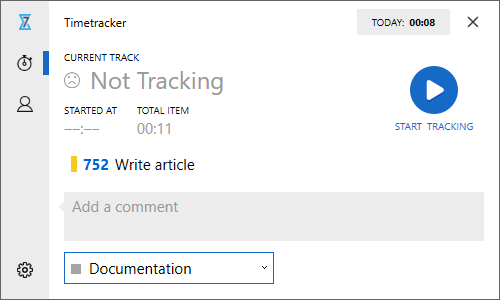 Timetracker
TODAY: 00:08
CURRENT TRACK
Not Tracking
STARTED AT
TOTAL ITEM
--:--
00:11
START TRACKING
752 Write article
Add a comment
Documentation